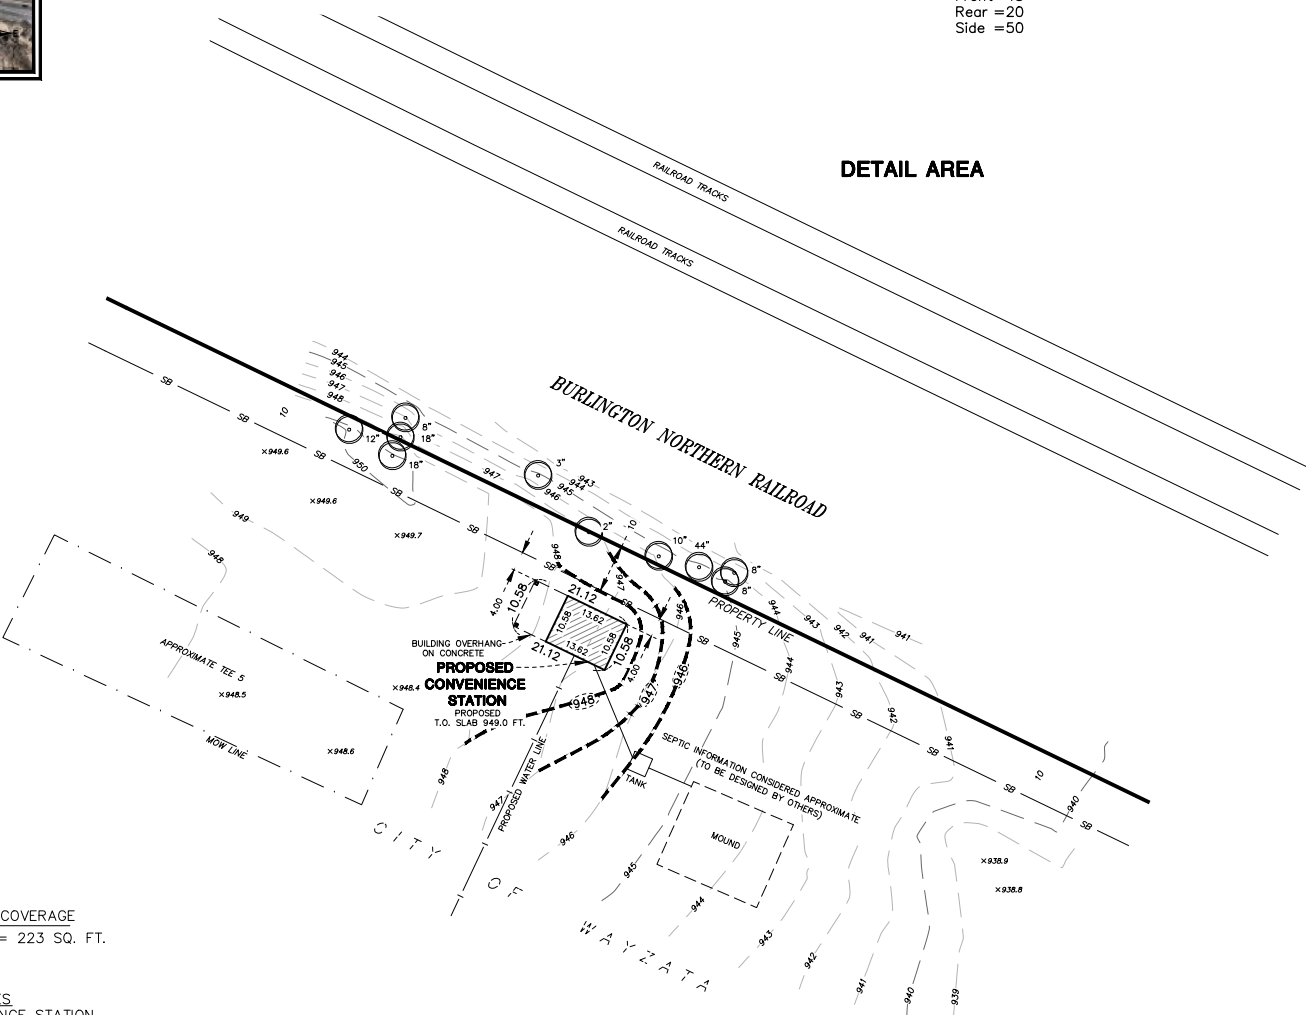 Rear =20
Side =50
DETAIL AREA
RAILROAD TRACKS
RAILROAD TRACKS
BURLINGTON NORTHERN RAILROAD
944
945
946
947
948
SB
SB
10
SB
SB
SB
SB
8"
12"
18"
18"
950
×949.6
×949.6
×949.7
949
948
947
3"
943
944
945
946
2"
10
10"
44"
8"
8"
948
947
946
PROPERTY LINE
944
943
942
941
941
945
944
943
942
941
SB
SB
SB
SB
SB
SB
SB
10
940
4.00
10.58
21.12
13.62
10.58
10.58
13.62
10.58
21.12
4.00
BUILDING OVERHANG
ON CONCRETE
PROPOSED
CONVENIENCE
STATION
PROPOSED
T.O. SLAB 949.0 FT.
APPROXIMATE TEE 5
×948.5
×948.4
×948.6
MOW LINE
948
947
946
948
947
946
945
944
943
942
941
940
939
PROPOSED WATER LINE
TANK
SEPTIC INFORMATION CONSIDERED APPROXIMATE
(TO BE DESIGNED BY OTHERS)
MOUND
×938.9
×938.8
CITY OF WAYZATA
COVERAGE
= 223 SQ. FT.